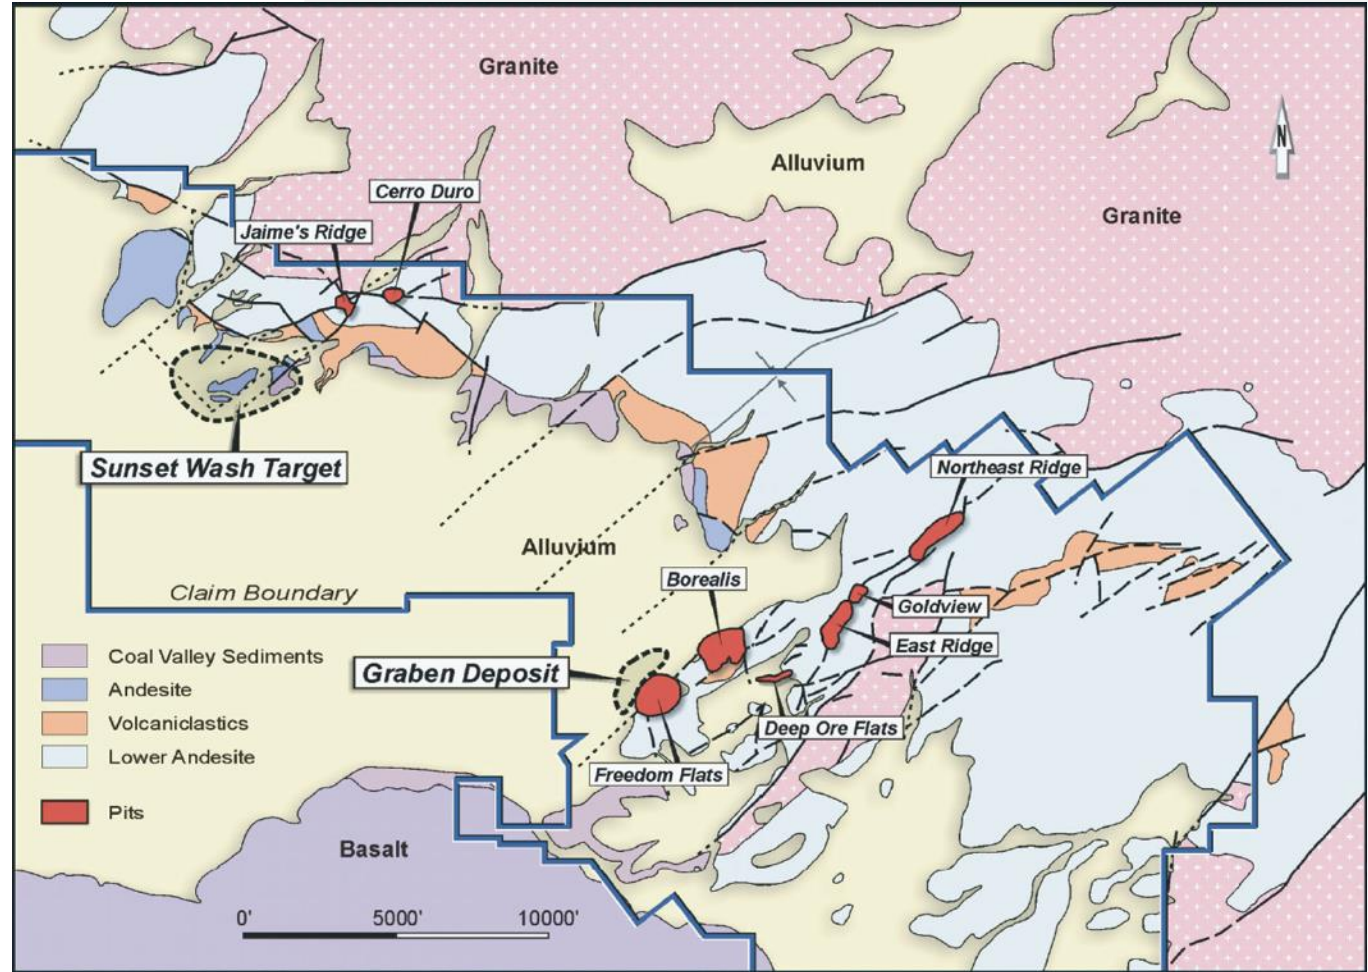 Granite
N
Alluvium
Cerro Duro
Granite
Jaime's Ridge
Sunset Wash Target
Northeast Ridge
Alluvium
Borealis
Claim Boundary
Goldview
East Ridge
Coal Valley Sediments
Graben Deposit
Andesite
Volcaniclastics
Deep Ore Flats
Lower Andesite
Freedom Flats
Pits
Basalt
0' 5000' 10000'